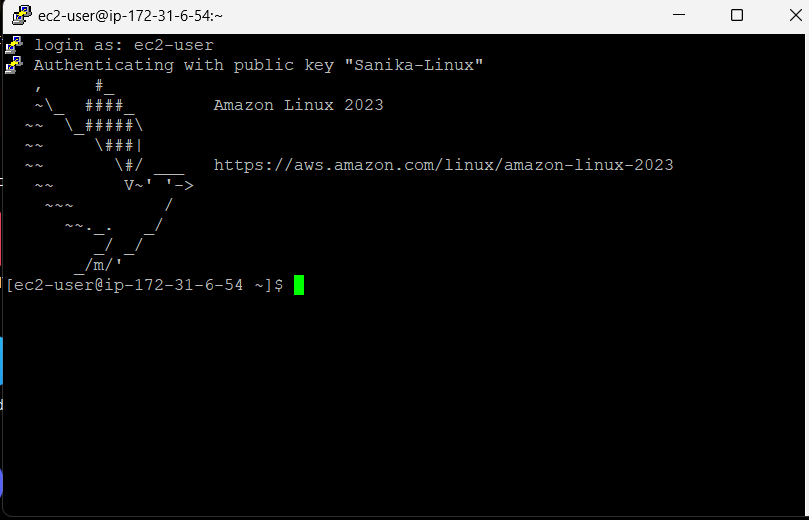 ec2-user@ip-172-31-6-54:~
login as: ec2-user
Authenticating with public key "Sanika-Linux"
   ,     #_
   ~\_  ####_        Amazon Linux 2023
  ~~  \_#####\
  ~~     \###|
  ~~       \#/ ___   https://aws.amazon.com/linux/amazon-linux-2023
   ~~       V~' '->
    ~~~         /
      ~~._.   _/
         _/ _/
       _/m/'
[ec2-user@ip-172-31-6-54 ~]$